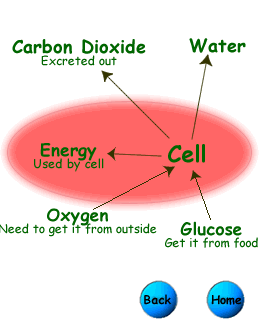 Carbon Dioxide
Excreted out
Water
Energy
Used by cell
Cell
Oxygen
Need to get it from outside
Glucose
Get it from food
Back
Home